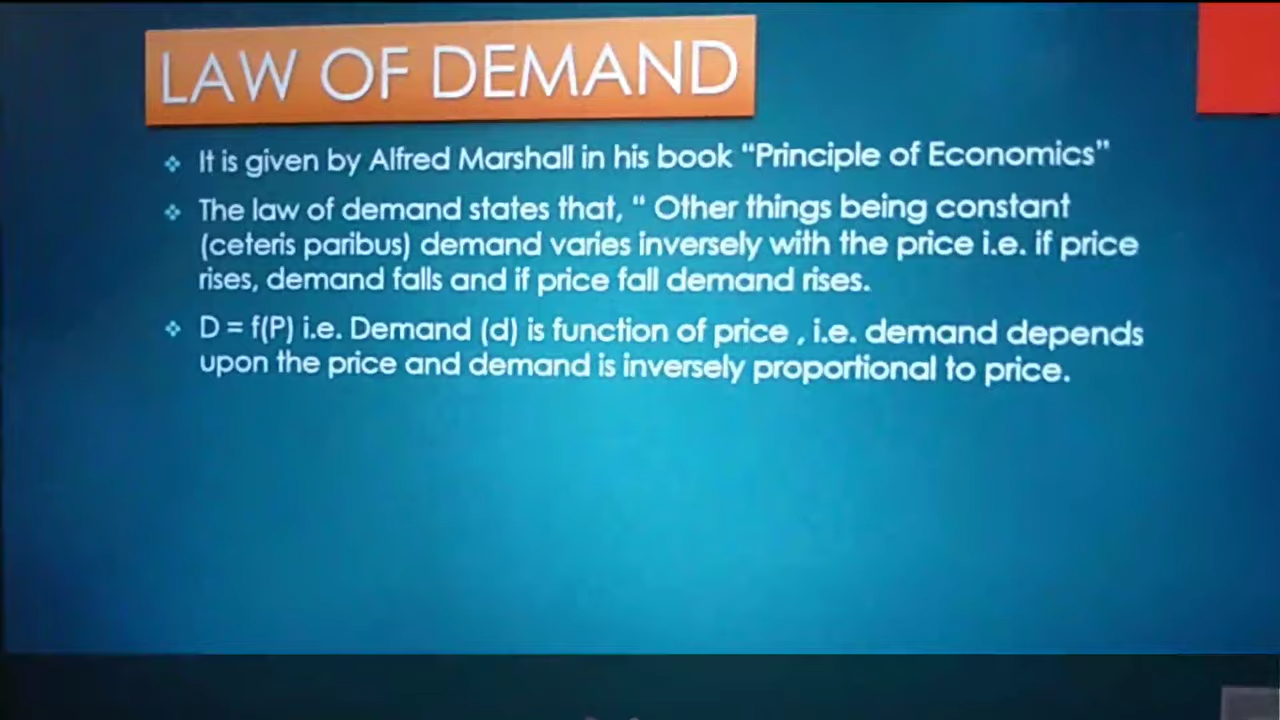 LAW OF DEMAND
It is given by Alfred Marshall in his book “Principle of Economics”
The law of demand states that, “ Other things being constant
(ceteris paribus) demand varies inversely with the price i.e. if price
rises, demand falls and if price fall demand rises.
D = f(P) i.e. Demand (d) is function of price , i.e. demand depends
upon the price and demand is inversely proportional to price.